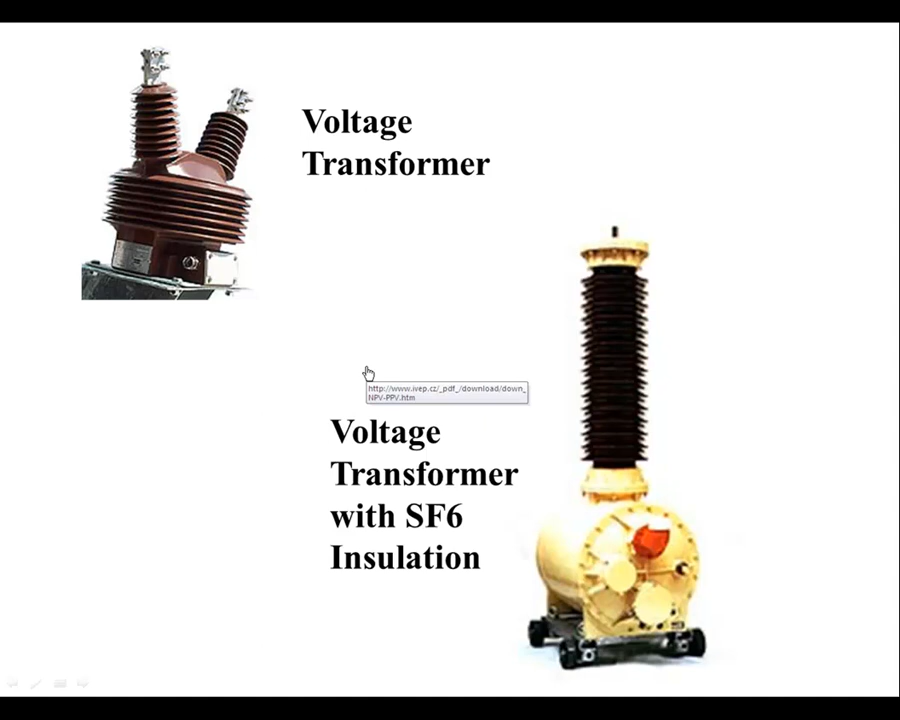 Voltage
Transformer
http://www.ivep.cz/_pdf_/download/down_
NPV-PPV.htm
Voltage
Transformer
with SF6
Insulation